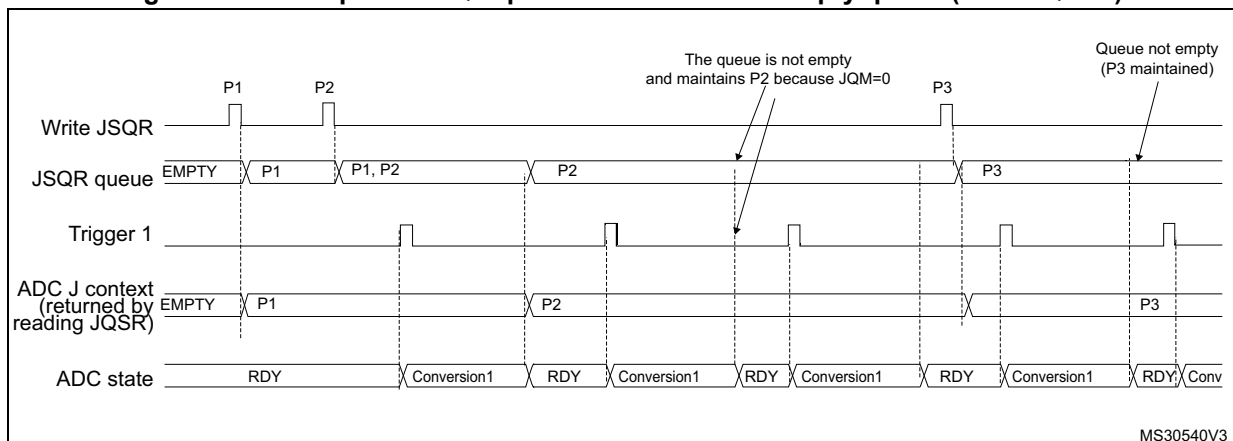 The queue is not empty
and maintains P2 because JQM=0
Queue not empty
(P3 maintained)
P1
P2
P3
Write JSQR
JSQR queue
EMPTY
P1
P1, P2
P2
P3
Trigger 1
ADC J context
(returned by
reading JQSR)
EMPTY
P1
P2
P3
ADC state
RDY
Conversion1
RDY
Conversion1
RDY
Conversion1
RDY
Conversion1
RDY
Conv
MS30540V3